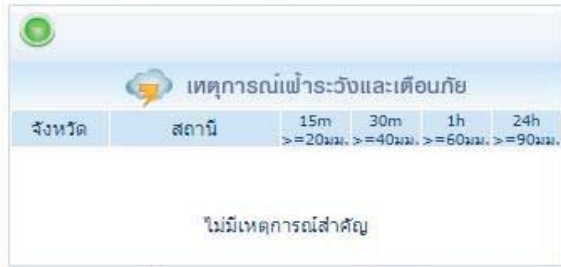 เหตุการณ์เฝ้าระวังและเตือนภัย
จังหวัด สถานี 15m 30m 1h 24h
>=20มม. >=40มม. >=60มม. >=90มม.
ไม่มีเหตุการณ์สำคัญ